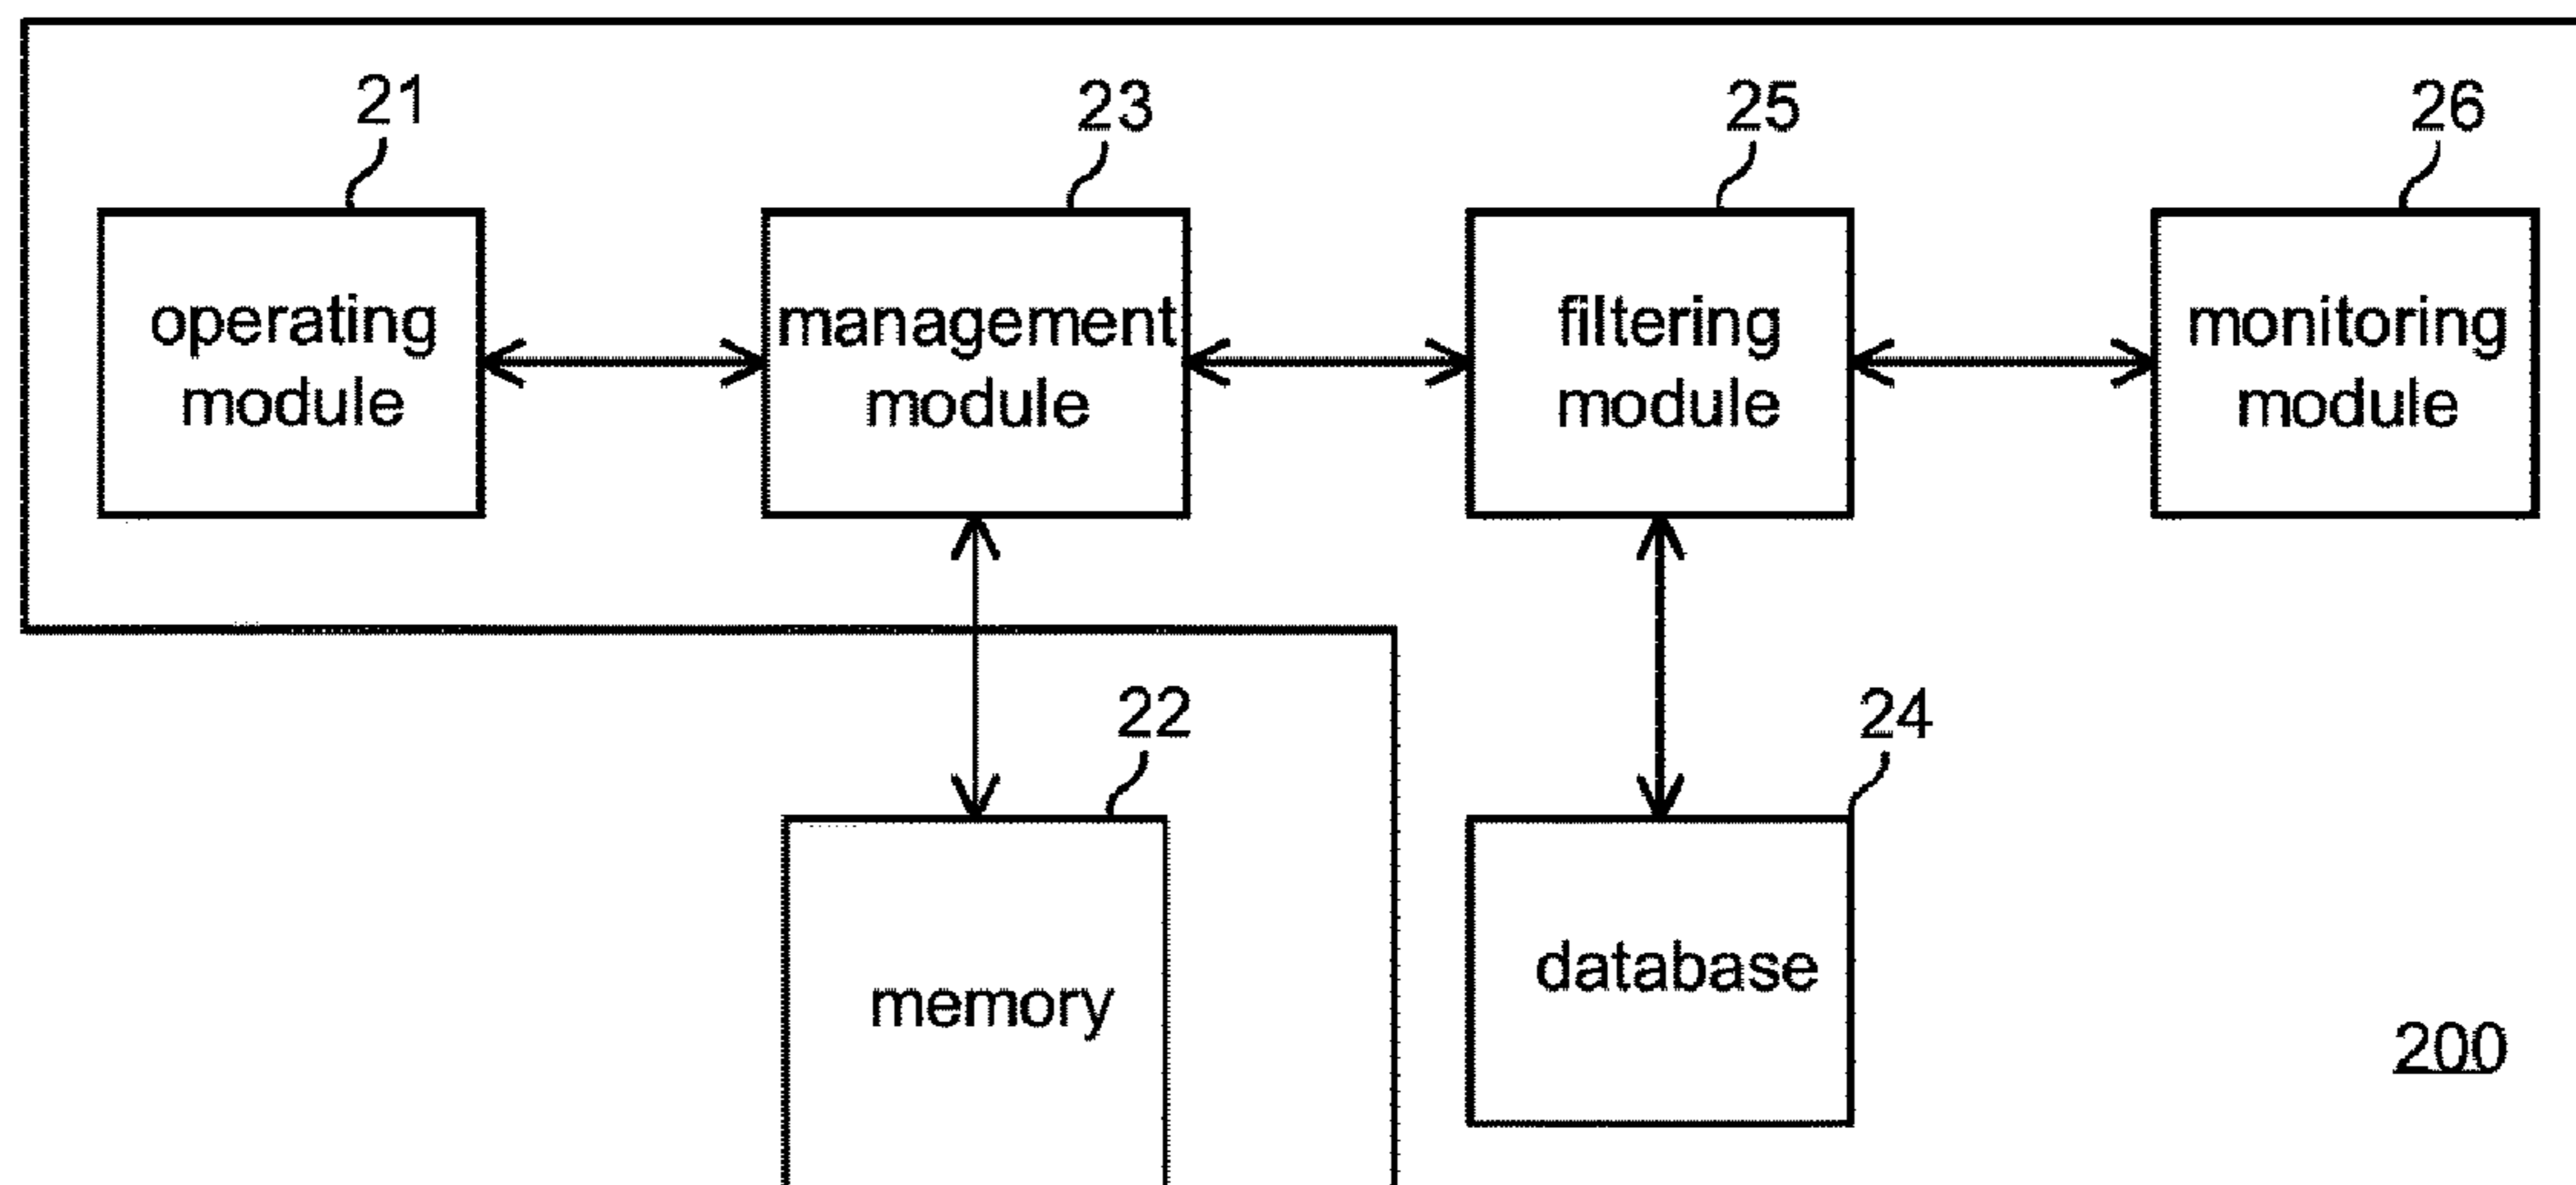 21
23
25
26
operating
module
management
module
filtering
module
monitoring
module
22
24
memory
database
200